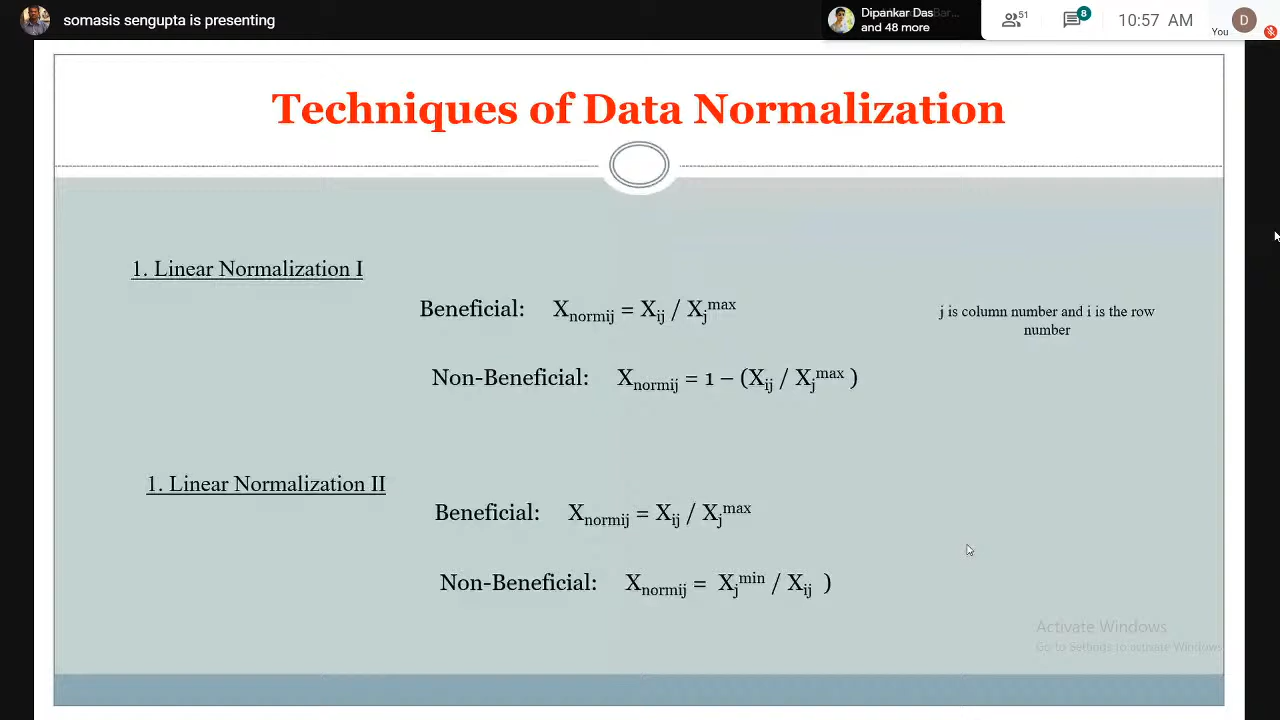 somasis sengupta is presenting
Dipankar Das
and 48 more
51
8
10:57 AM
You
D
Techniques of Data Normalization
1. Linear Normalization I
Beneficial: Xnormij = Xij / Xjmax
j is column number and i is the row
number
Non-Beneficial: Xnormij = 1 – (Xij / Xjmax )
1. Linear Normalization II
Beneficial: Xnormij = Xij / Xjmax
Non-Beneficial: Xnormij = Xjmin / Xij )
Activate Windows
Go to Settings to activate Windows